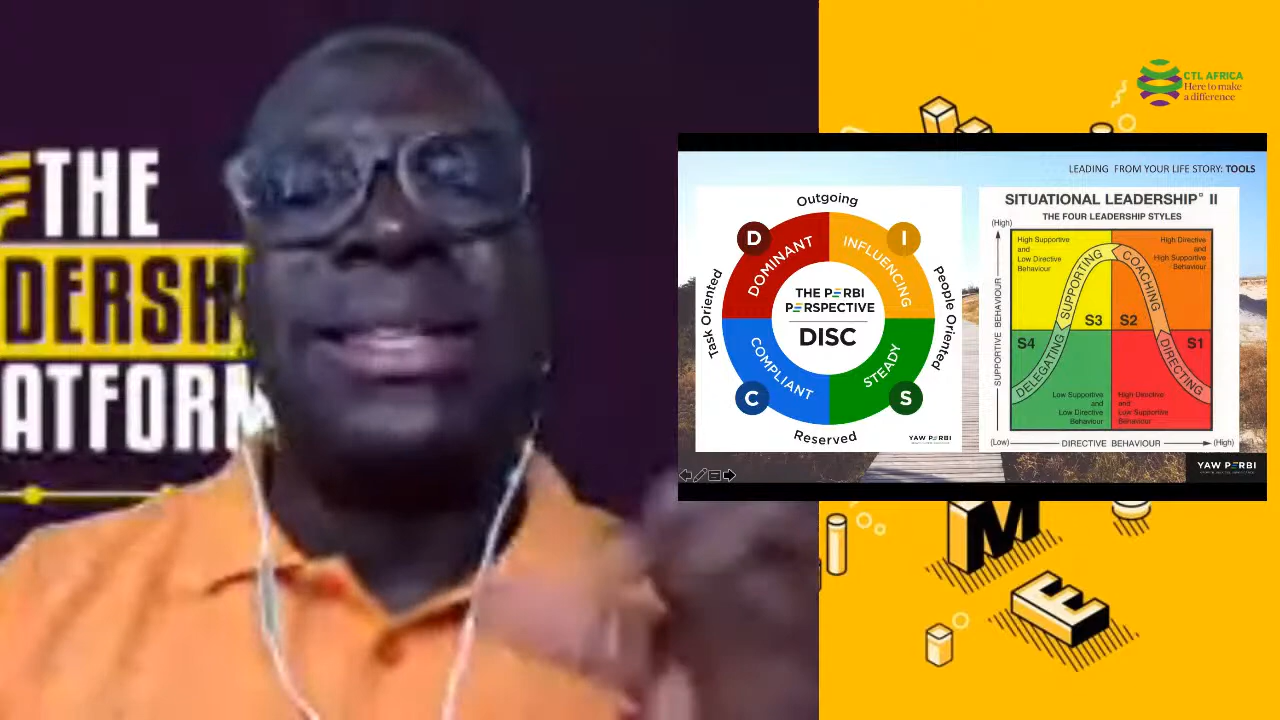 THE
DERSH
ATFORM
CTL AFRICA
Here to make
a difference
LEADING FROM YOUR LIFE STORY: TOOLS
Outgoing
D
I
DOMINANT
INFLUENCING
Task Oriented
People Oriented
THE PERBI
PERSPECTIVE
DISC
COMPLIANT
STEADY
C
S
Reserved
YAW PERBI
SITUATIONAL LEADERSHIP® II
THE FOUR LEADERSHIP STYLES
(High)
High Supportive
and
Low Directive
Behaviour
High Directive
and
High Supportive
Behaviour
SUPPORTING
COACHING
SUPPORTIVE BEHAVIOUR
S3
S2
S4
S1
DELEGATING
DIRECTING
Low Supportive
and
Low Directive
Behaviour
High Directive
and
Low Supportive
Behaviour
(Low)
DIRECTIVE BEHAVIOUR
(High)
YAW PERBI
M
E